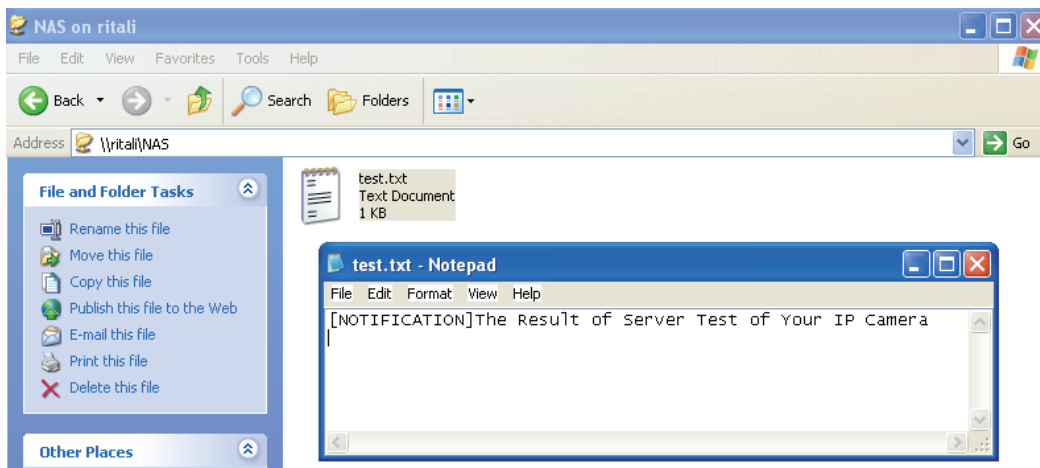 NAS on ritali
File Edit View Favorites Tools Help
Back Search Folders
Address \\ritali\NAS Go
File and Folder Tasks
Rename this file
Move this file
Copy this file
Publish this file to the Web
E-mail this file
Print this file
Delete this file
Other Places
test.txt
Text Document
1 KB
test.txt - Notepad
File Edit Format View Help
[NOTIFICATION]The Result of Server Test of Your IP Camera